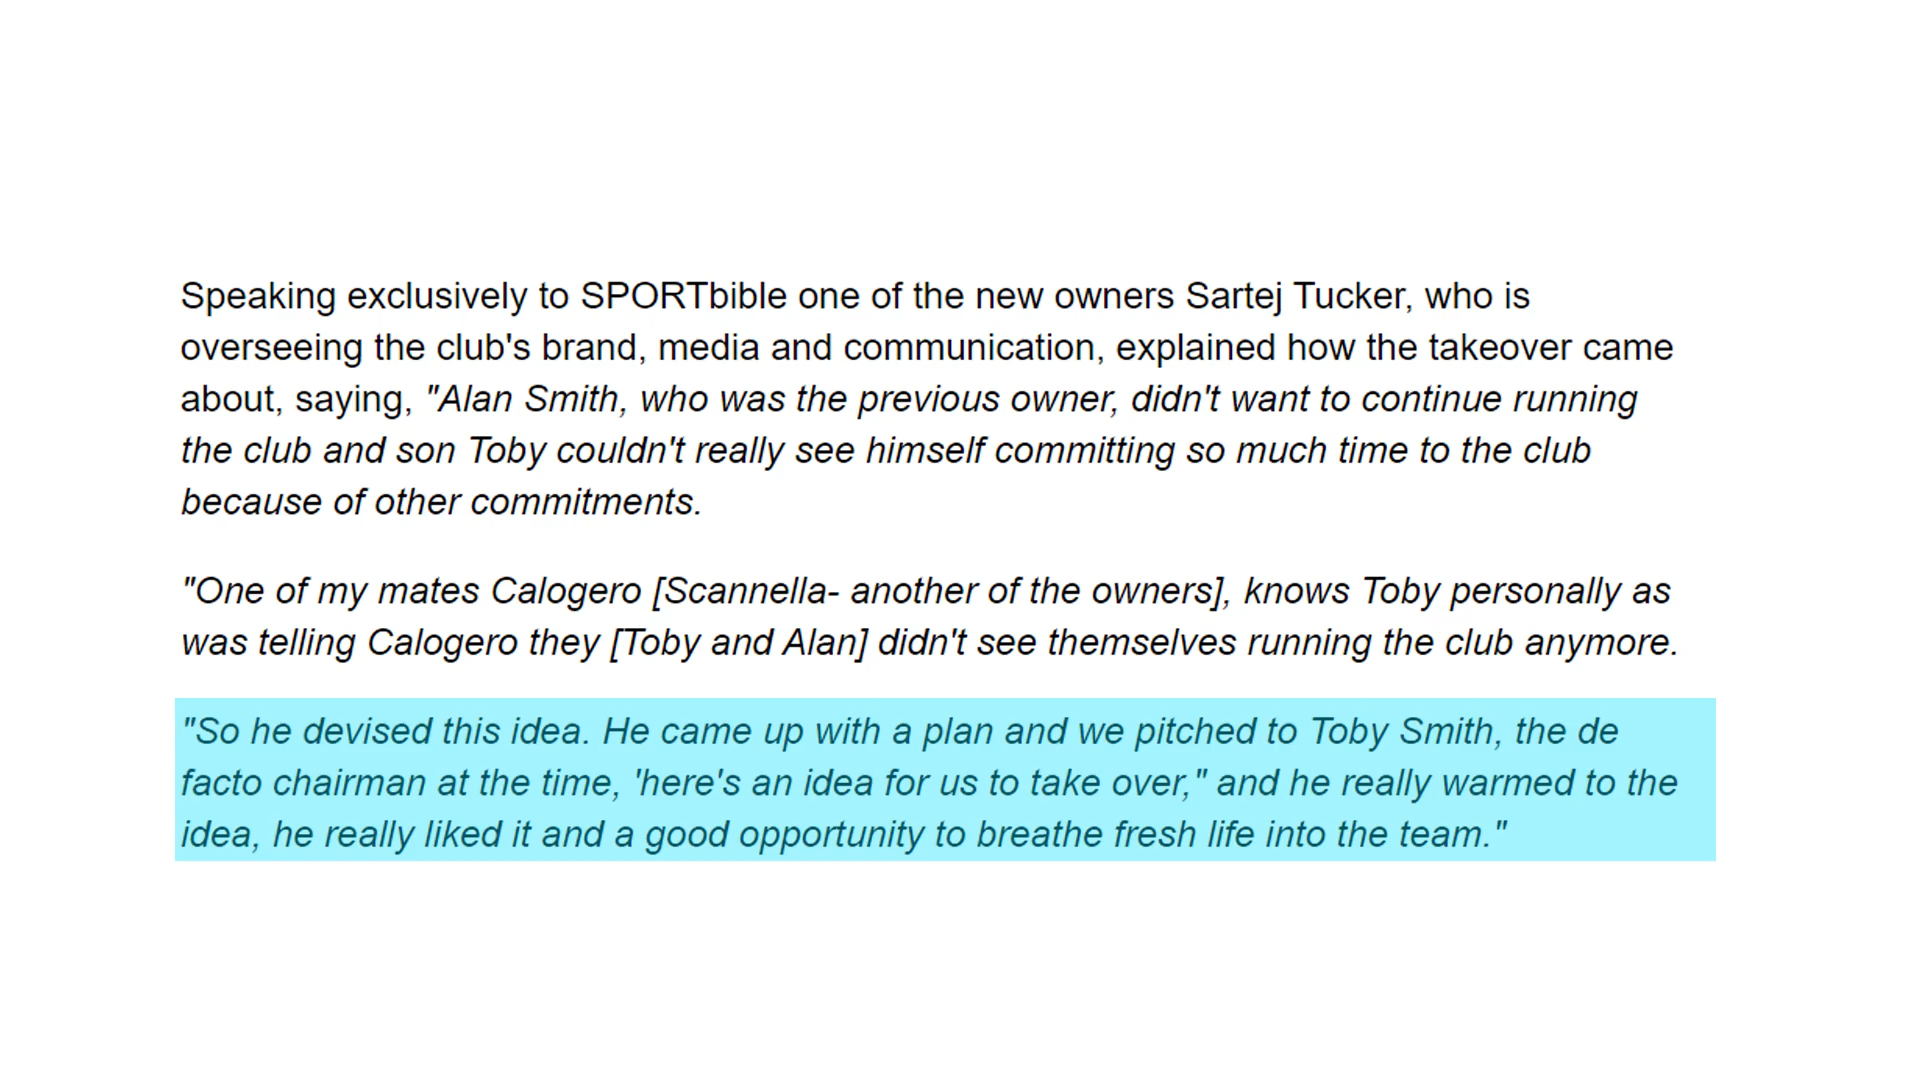 Speaking exclusively to SPORTbible one of the new owners Sartej Tucker, who is
overseeing the club's brand, media and communication, explained how the takeover came
about, saying, "Alan Smith, who was the previous owner, didn't want to continue running
the club and son Toby couldn't really see himself committing so much time to the club
because of other commitments.
"One of my mates Calogero [Scannella- another of the owners], knows Toby personally as
was telling Calogero they [Toby and Alan] didn't see themselves running the club anymore.
"So he devised this idea. He came up with a plan and we pitched to Toby Smith, the de
facto chairman at the time, 'here's an idea for us to take over," and he really warmed to the
idea, he really liked it and a good opportunity to breathe fresh life into the team."